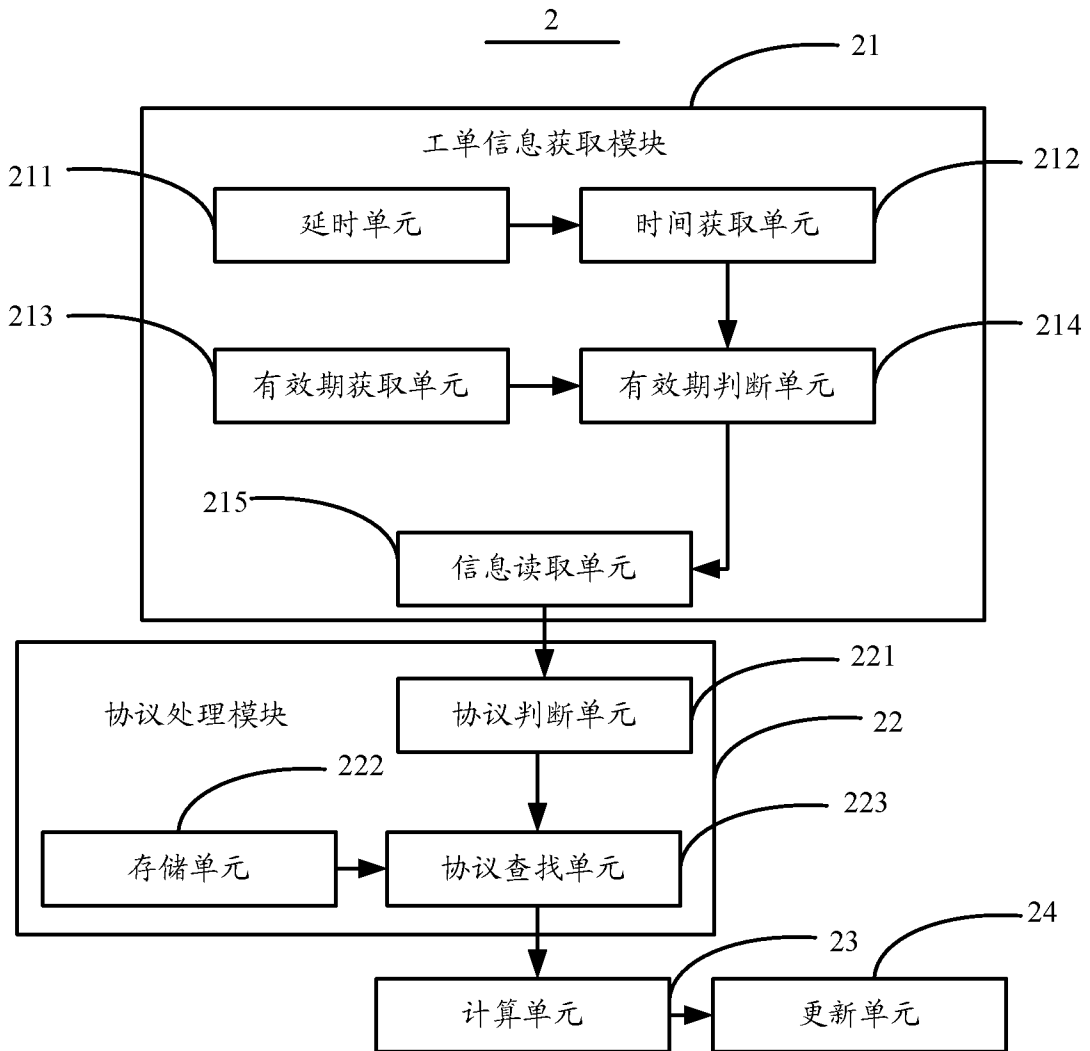 2
21
工单信息获取模块
211
212
延时单元
时间获取单元
213
214
有效期获取单元
有效期判断单元
215
信息读取单元
221
协议处理模块
协议判断单元
22
222
223
存储单元
协议查找单元
24
23
计算单元
更新单元